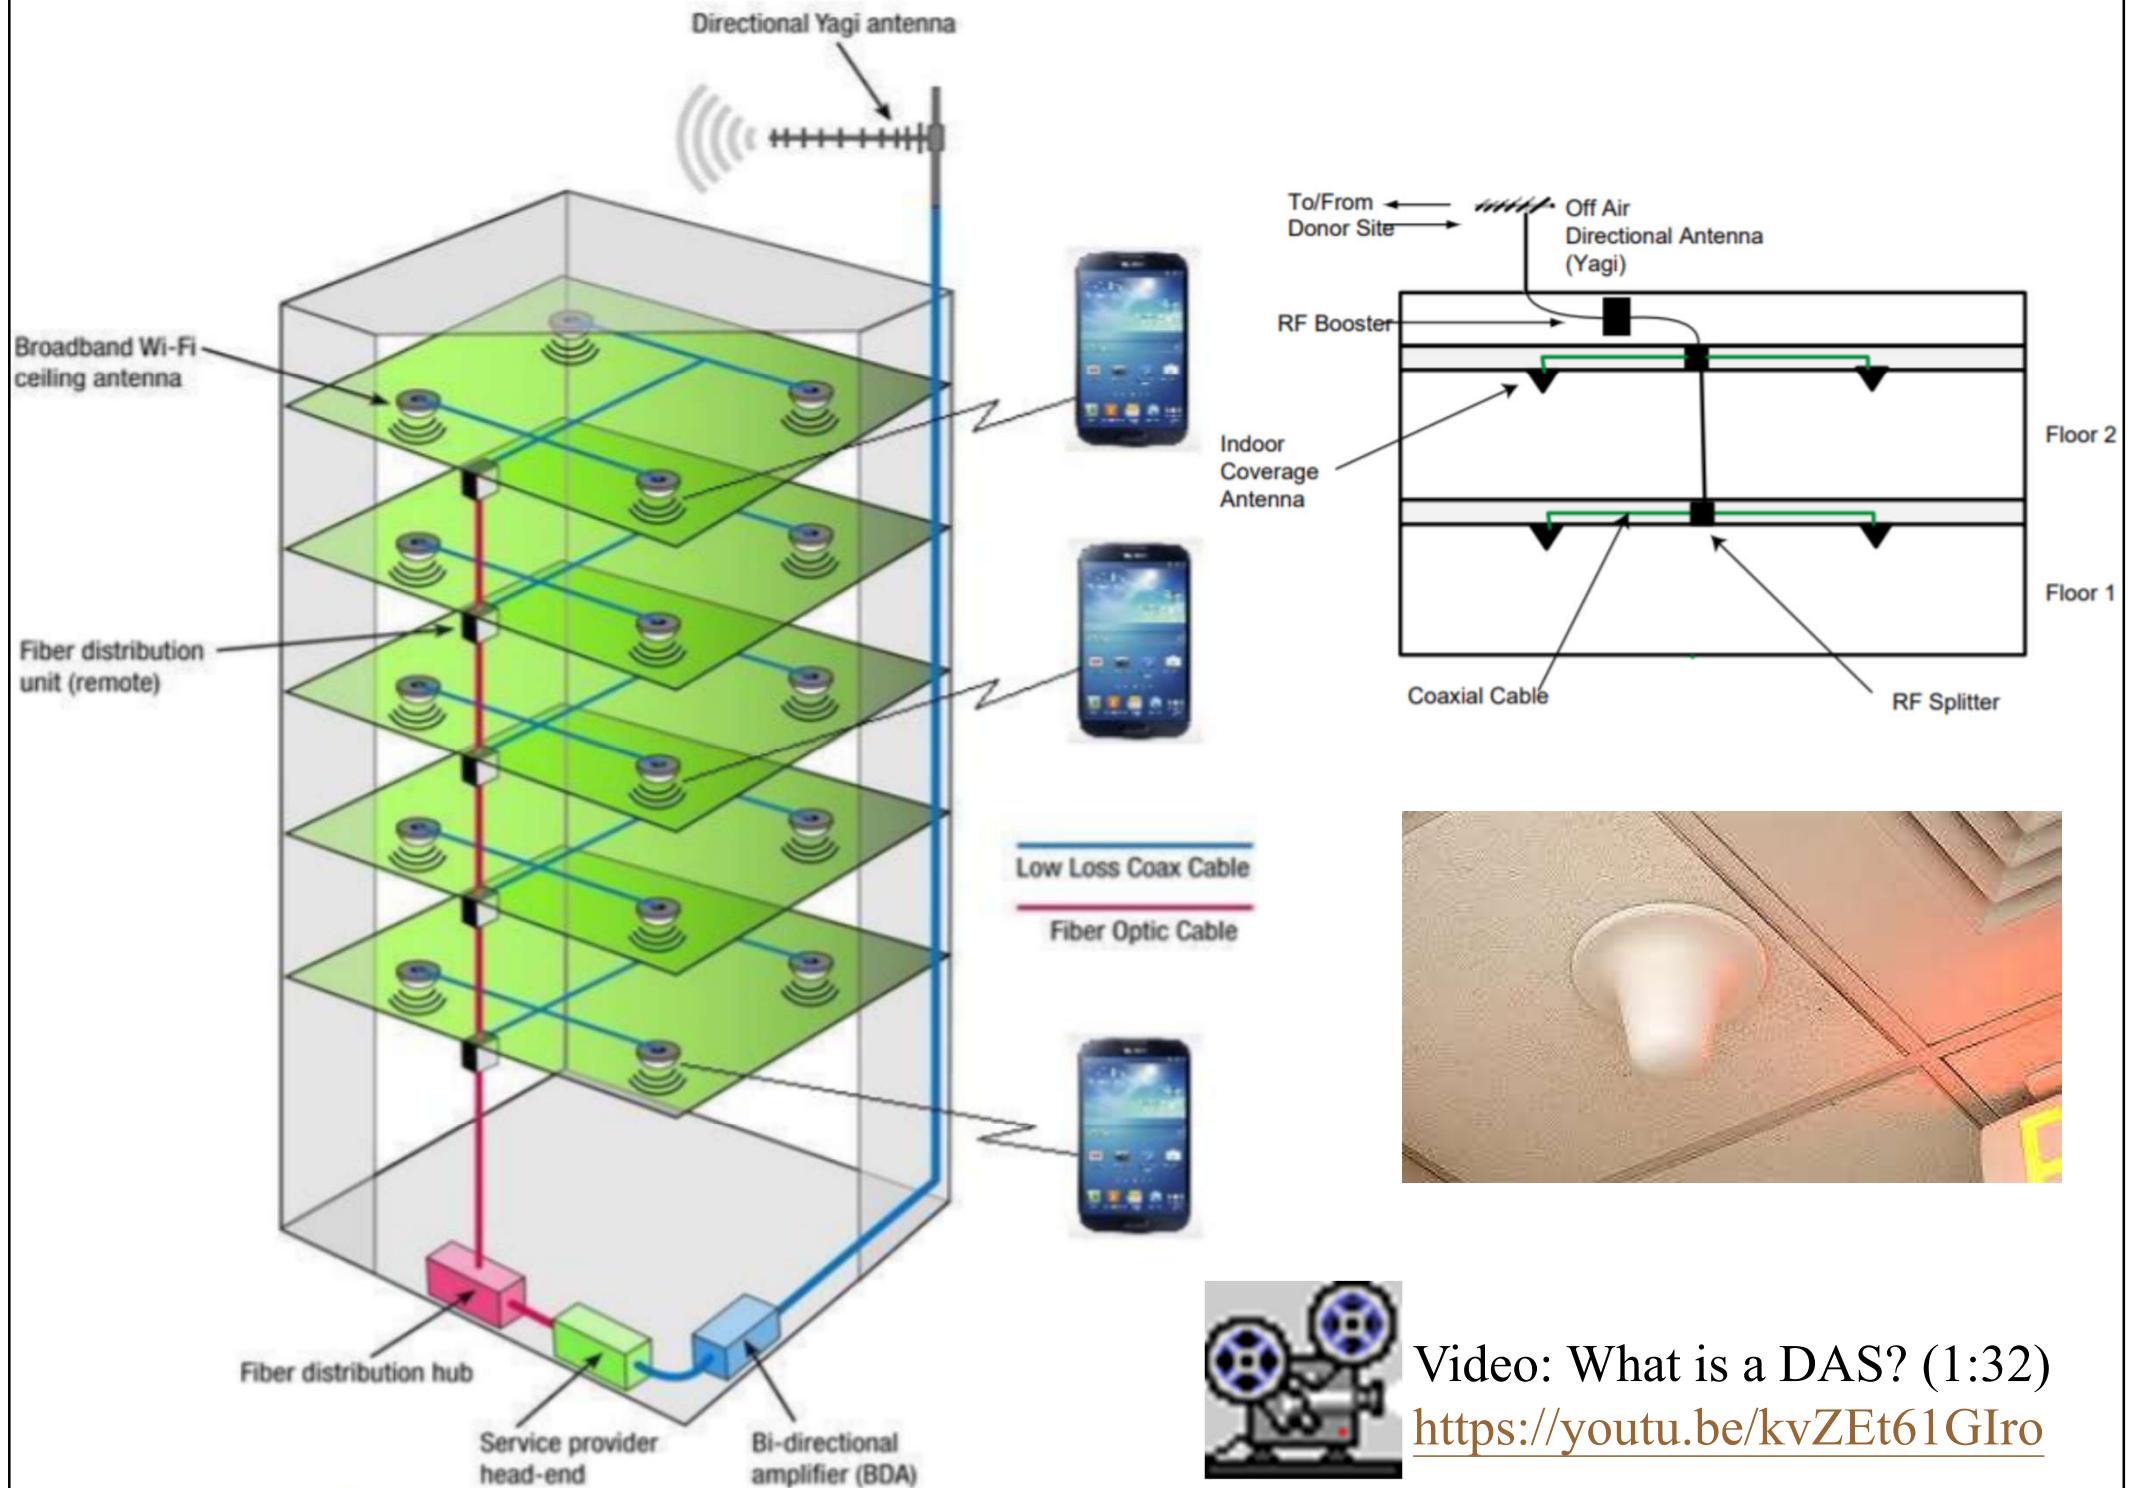 Directional Yagi antenna
Broadband Wi-Fi
ceiling antenna
Fiber distribution
unit (remote)
Low Loss Coax Cable
Fiber Optic Cable
Fiber distribution hub
Service provider
head-end
Bi-directional
amplifier (BDA)
To/From
Donor Site
Off Air
Directional Antenna
(Yagi)
RF Booster
Indoor
Coverage
Antenna
Floor 2
Floor 1
Coaxial Cable
RF Splitter
Video: What is a DAS? (1:32)
https://youtu.be/kvZEt61GIro